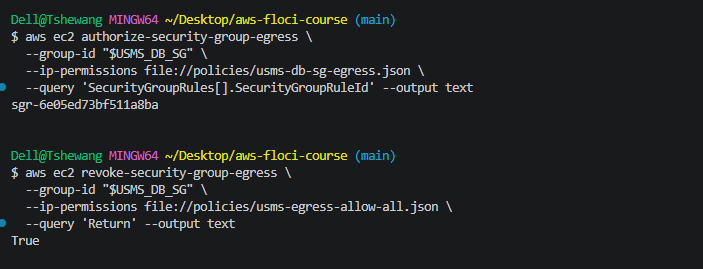 Dell@Tshewang MINGW64 ~/Desktop/aws-floci-course (main)
$ aws ec2 authorize-security-group-egress \
  --group-id "$USMS_DB_SG" \
  --ip-permissions file://policies/usms-db-sg-egress.json \
  --query 'SecurityGroupRules[].SecurityGroupRuleId' --output text
sgr-6e05ed73bf511a8ba
Dell@Tshewang MINGW64 ~/Desktop/aws-floci-course (main)
$ aws ec2 revoke-security-group-egress \
  --group-id "$USMS_DB_SG" \
  --ip-permissions file://policies/usms-egress-allow-all.json \
  --query 'Return' --output text
True